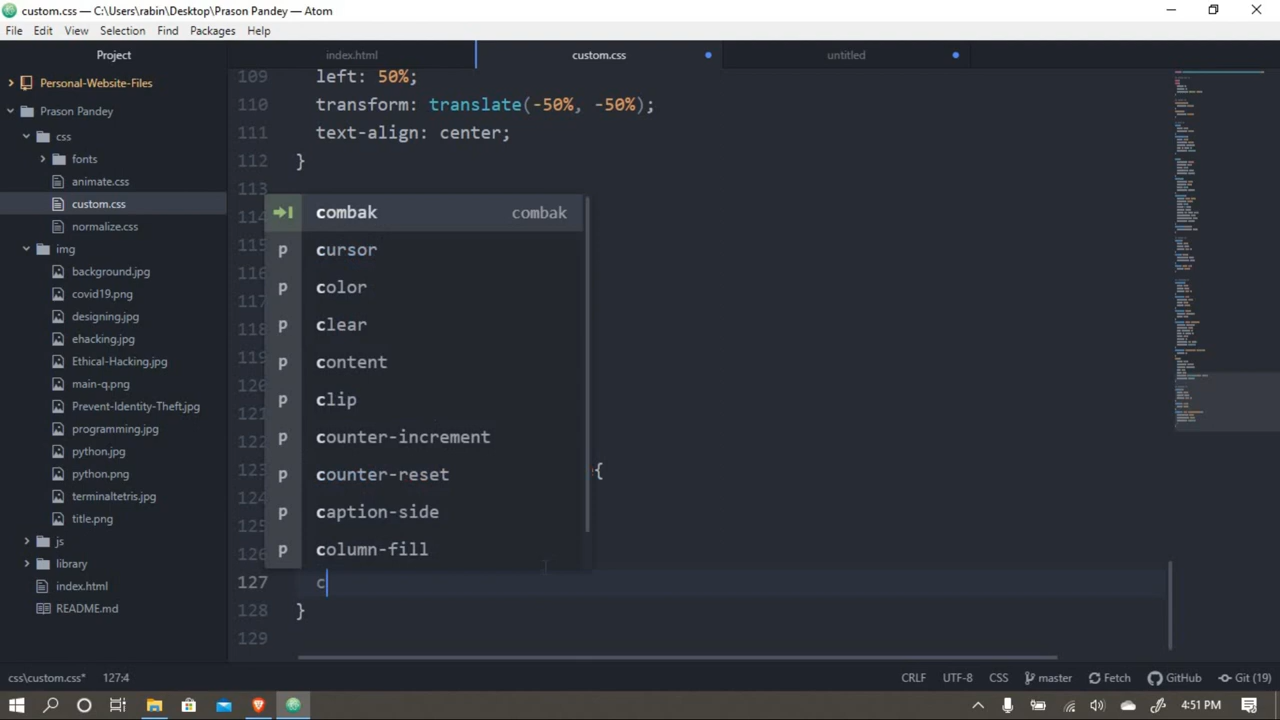 custom.css — C:\Users\rabin\Desktop\Prason Pandey — Atom
File Edit View Selection Find Packages Help
Project
index.html
custom.css
untitled
Personal-Website-Files
Prason Pandey
css
fonts
animate.css
custom.css
normalize.css
img
background.jpg
covid19.png
designing.jpg
ehacking.jpg
Ethical-Hacking.jpg
main-q.png
Prevent-Identity-Theft.jpg
programming.jpg
python.jpg
python.png
terminaltetris.jpg
title.png
js
library
index.html
README.md
109 left: 50%;
110 transform: translate(-50%, -50%);
111 text-align: center;
112 }
113
combak combak
p cursor
p color
p clear
p content
p clip
p counter-increment
p counter-reset
p caption-side
p column-fill
{
127 c
128 }
129
css\custom.css* 127:4
CRLF UTF-8 CSS master Fetch GitHub Git (19)
4:51 PM